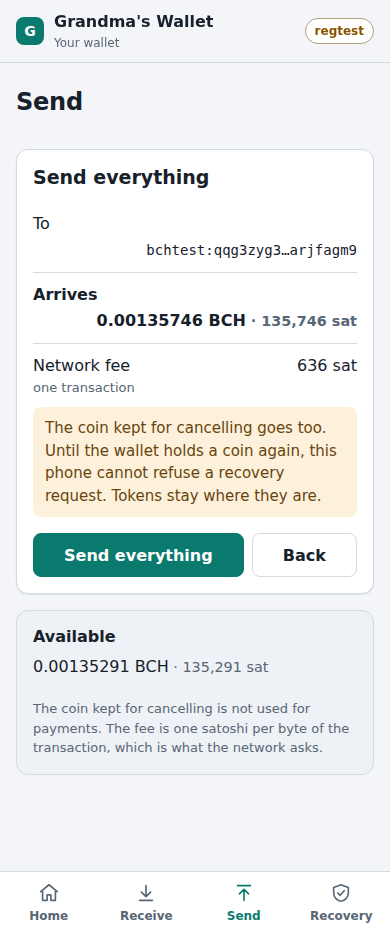 G
Grandma's Wallet
Your wallet
regtest
Send
Send everything
To
bchtest:qqg3zyg3…arjfagm9
Arrives
0.00135746 BCH · 135,746 sat
Network fee
636 sat
one transaction
The coin kept for cancelling goes too.
Until the wallet holds a coin again, this
phone cannot refuse a recovery
request. Tokens stay where they are.
Send everything
Back
Available
0.00135291 BCH · 135,291 sat
The coin kept for cancelling is not used for
payments. The fee is one satoshi per byte of the
transaction, which is what the network asks.
Home
Receive
Send
Recovery